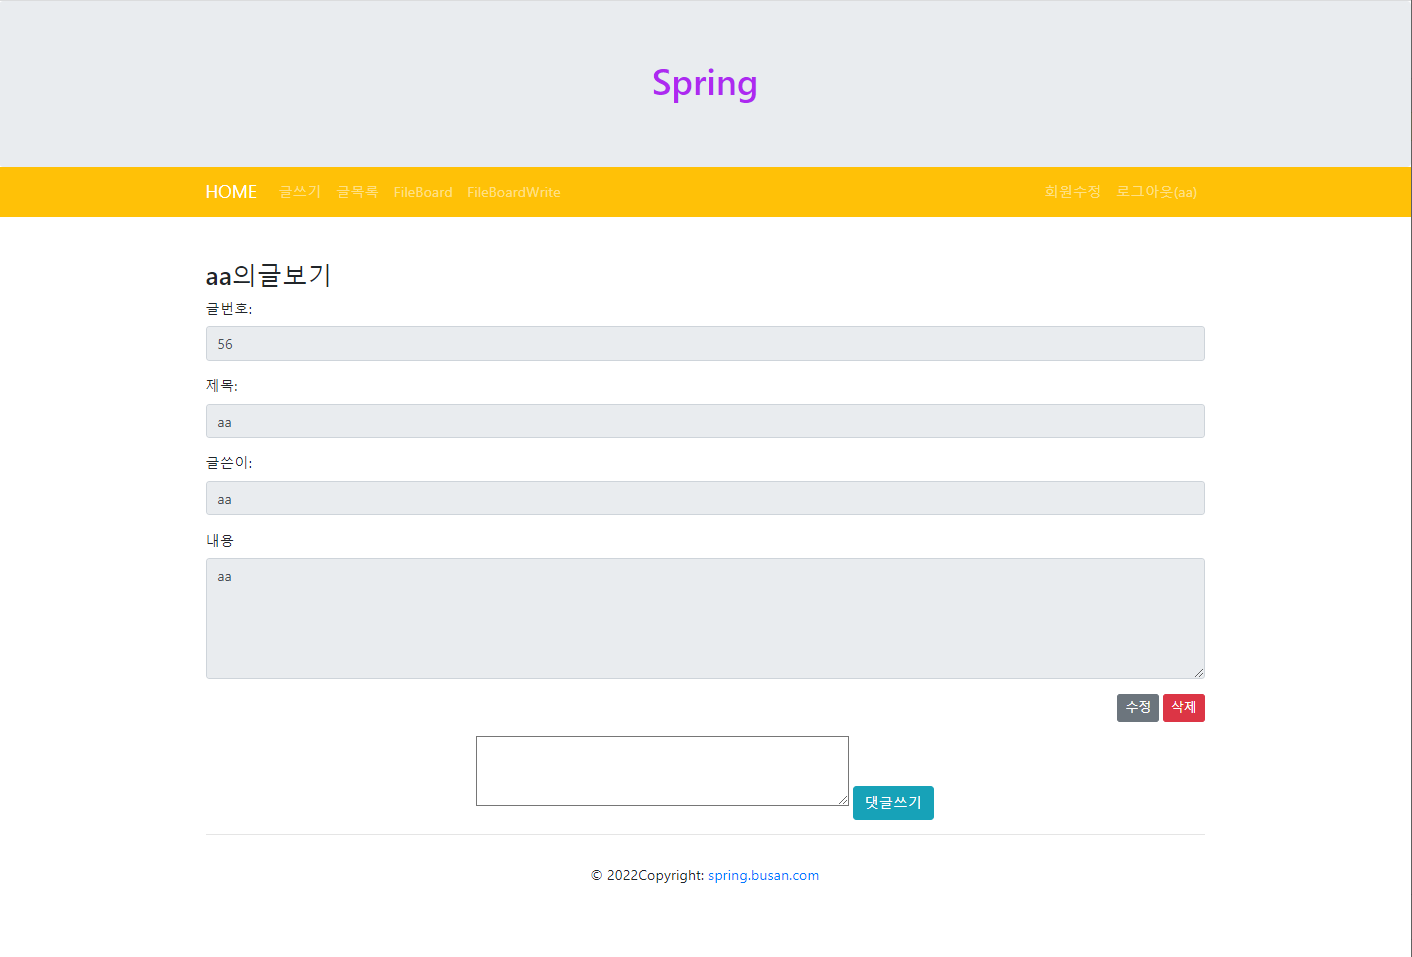 Spring
HOME 글쓰기 글목록 FileBoard FileBoardWrite 회원수정 로그아웃(aa)
aa의글보기
글번호:
56
제목:
aa
글쓴이:
aa
내용
aa
수정 삭제
댓글쓰기
© 2022Copyright: spring.busan.com